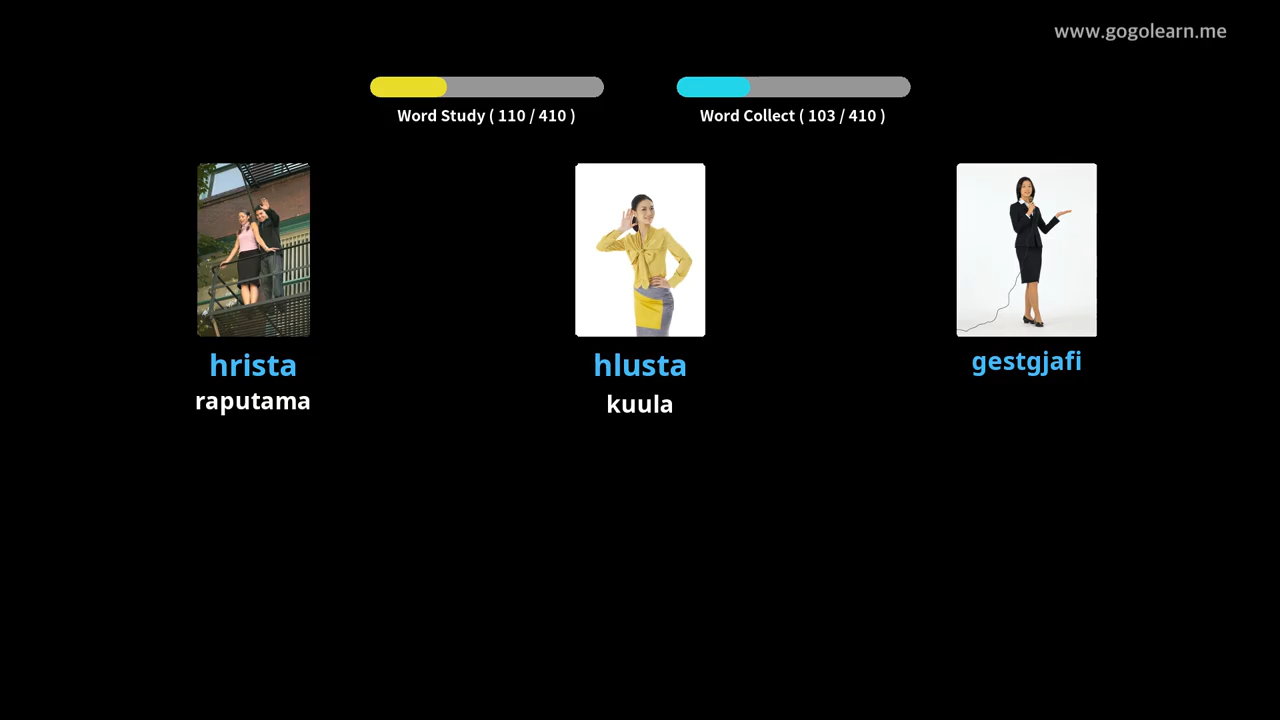 www.gogolearn.me
Word Study ( 110 / 410 )
Word Collect ( 103 / 410 )
hrista
raputama
hlusta
kuula
gestgjafi